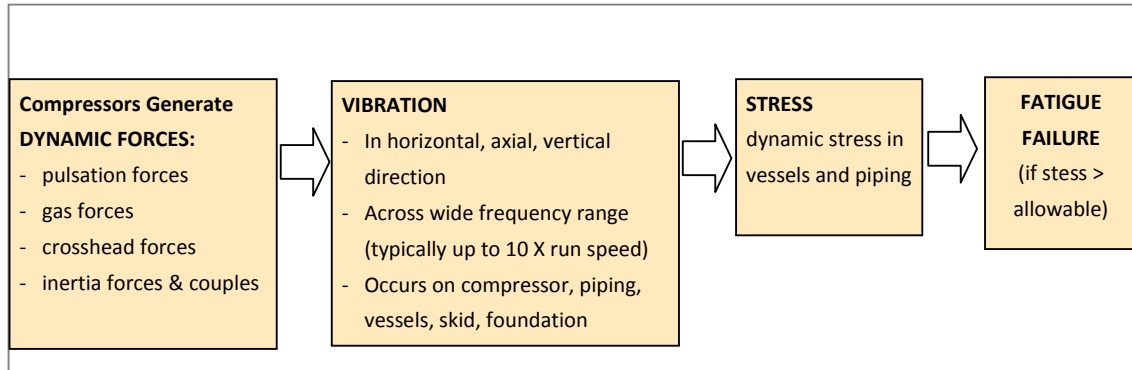 Compressors Generate
DYNAMIC FORCES:
- pulsation forces
- gas forces
- crosshead forces
- inertia forces & couples
VIBRATION
- In horizontal, axial, vertical
direction
- Across wide frequency range
(typically up to 10 X run speed)
- Occurs on compressor, piping,
vessels, skid, foundation
STRESS
dynamic stress in
vessels and piping
FATIGUE
FAILURE
(if stess >
allowable)